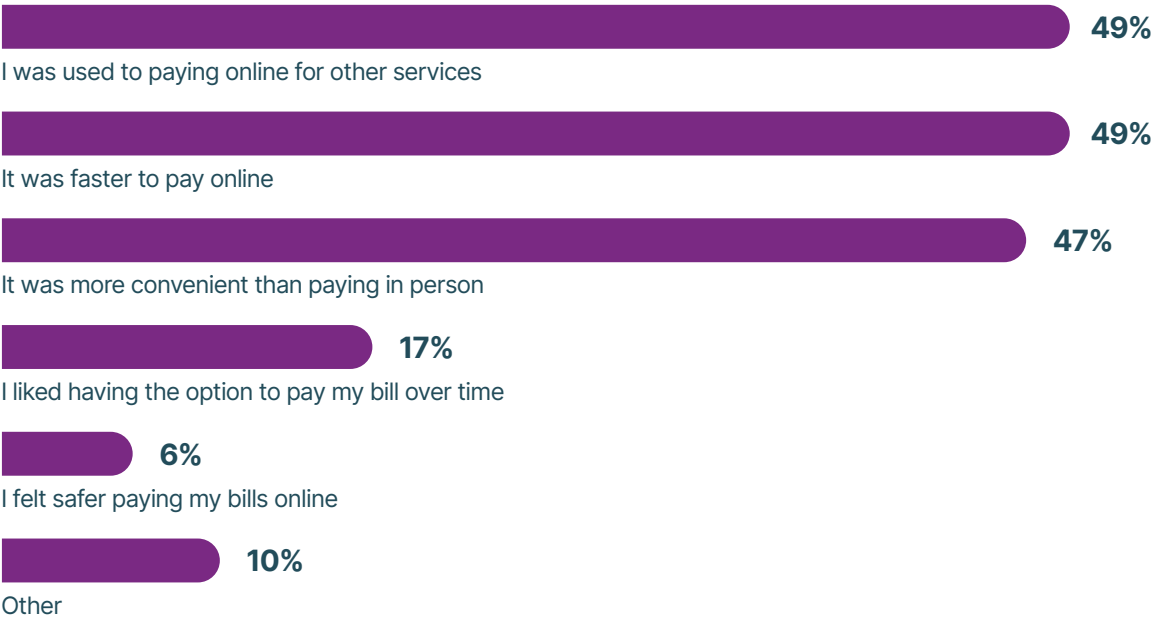 49%
I was used to paying online for other services
49%
It was faster to pay online
47%
It was more convenient than paying in person
17%
I liked having the option to pay my bill over time
6%
I felt safer paying my bills online
10%
Other